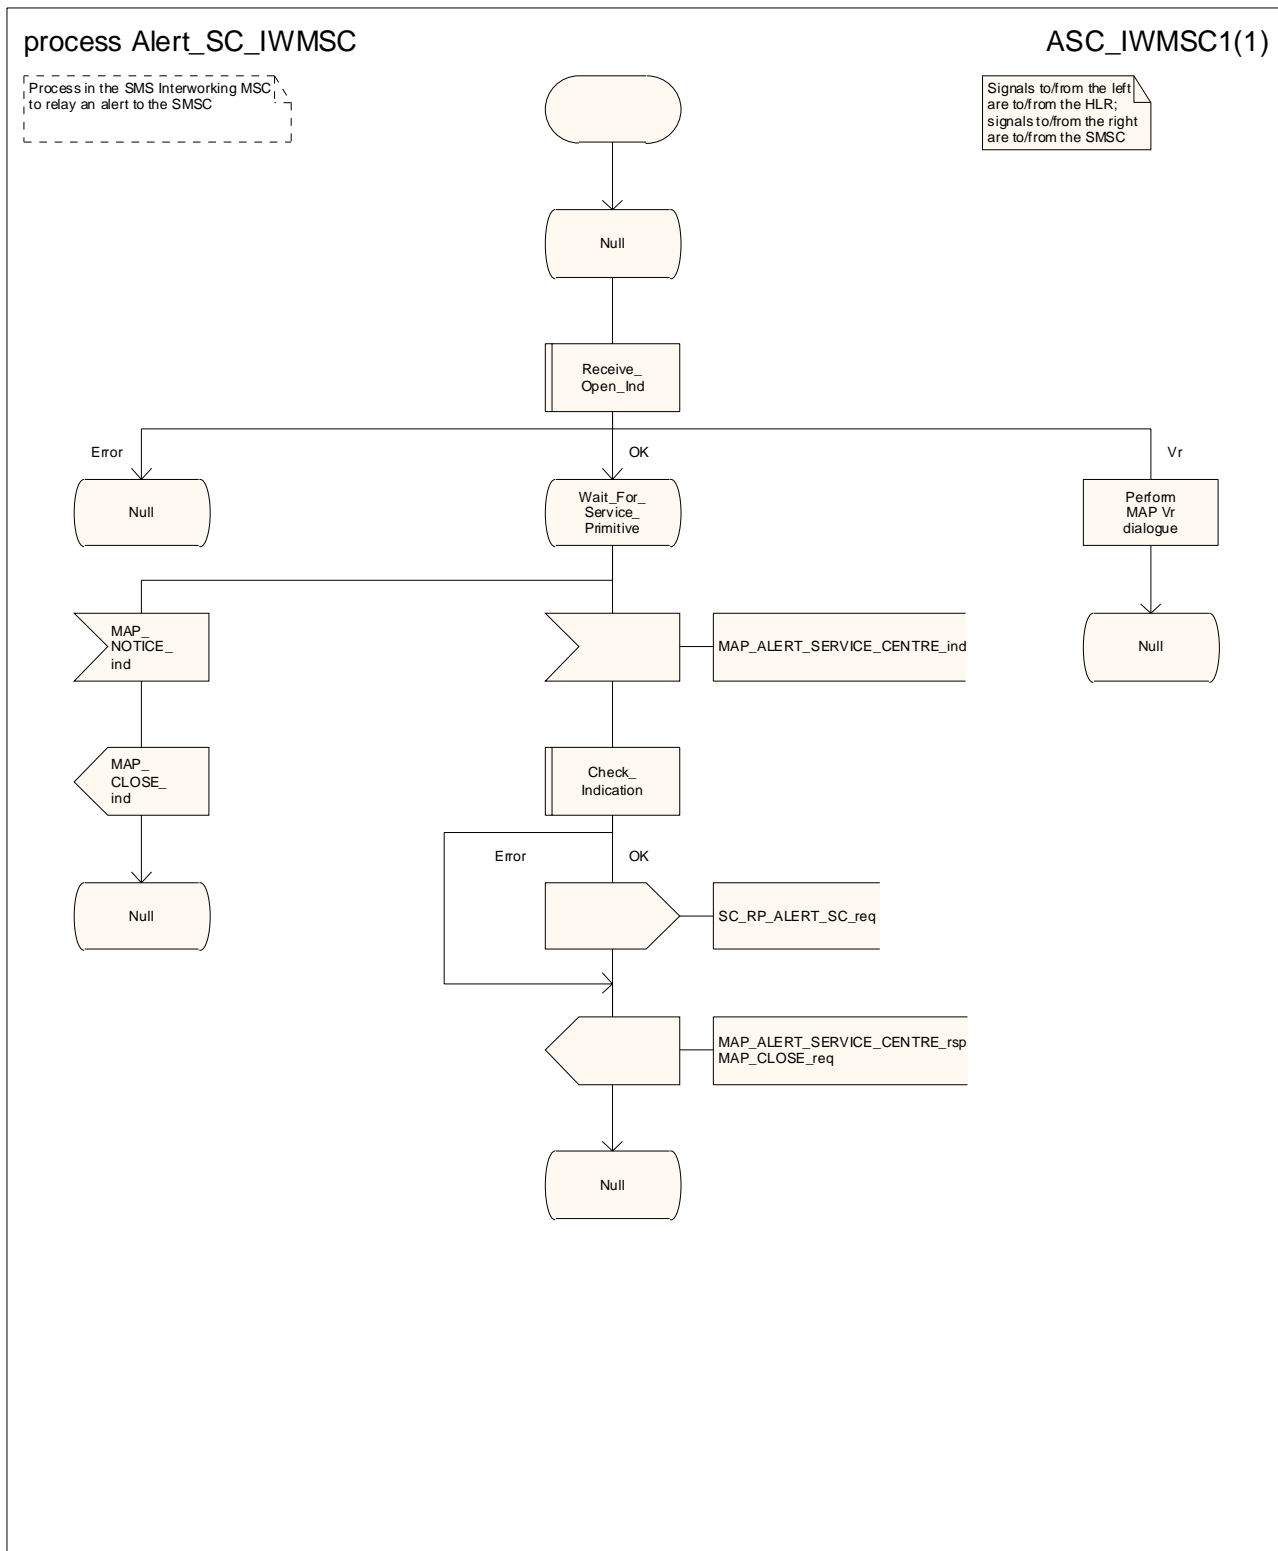 process Alert_SC_IWMSC
ASC_IWMSC1(1)
Process in the SMS Interworking MSC
to relay an alert to the SMSC
Signals to/from the left
are to/from the HLR;
signals to/from the right
are to/from the SMSC
Null
Receive_
Open_Ind
Error
OK
Vr
Null
Wait_For_
Service_
Primitive
Perform
MAP Vr
dialogue
MAP_
NOTICE_
ind
MAP_ALERT_SERVICE_CENTRE_ind
Null
MAP_
CLOSE_
ind
Check_
Indication
Error
OK
Null
SC_RP_ALERT_SC_req
MAP_ALERT_SERVICE_CENTRE_rsp
MAP_CLOSE_req
Null